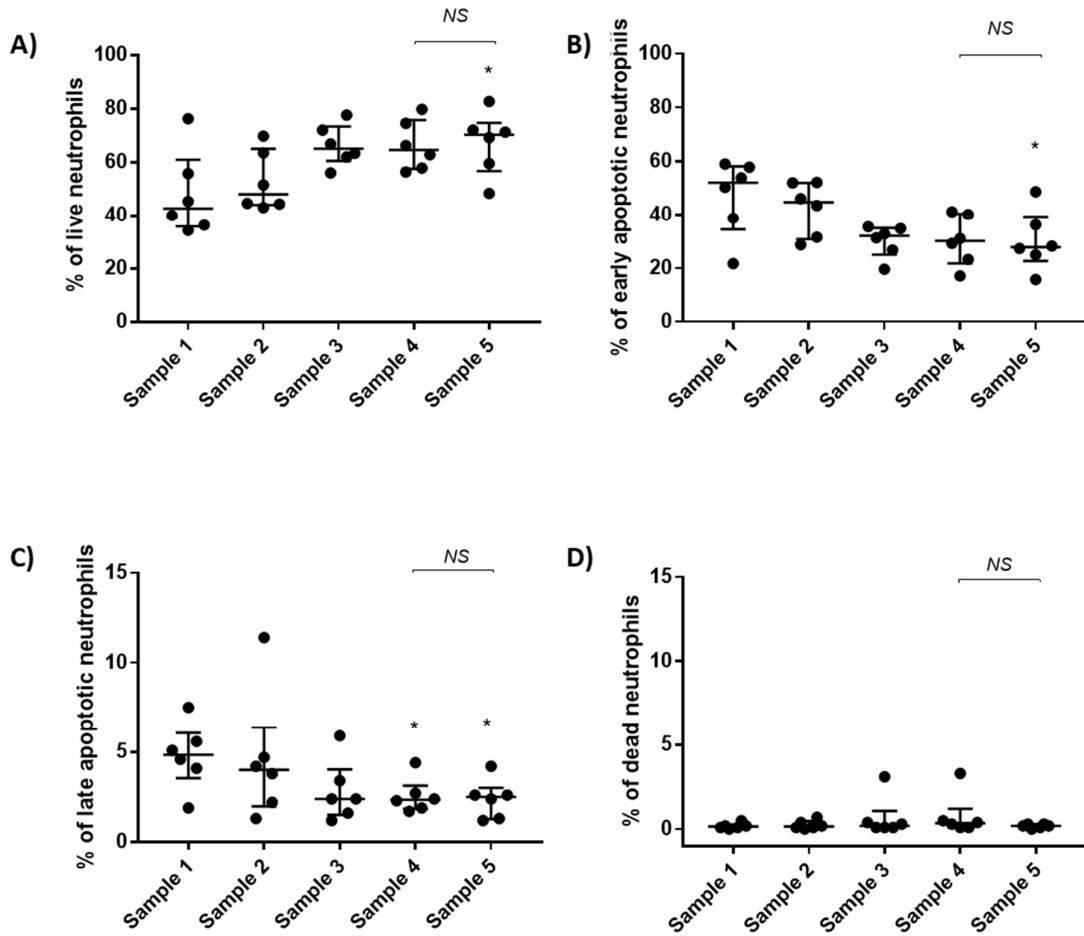 A)
NS
% of live neutrophils
100
80
60
40
20
0
*
Sample 1
Sample 2
Sample 3
Sample 4
Sample 5
B)
NS
% of early apoptotic neutrophils
100
80
60
40
20
0
*
Sample 1
Sample 2
Sample 3
Sample 4
Sample 5
C)
NS
% of late apoptotic neutrophils
15
10
5
0
*
*
Sample 1
Sample 2
Sample 3
Sample 4
Sample 5
D)
NS
% of dead neutrophils
15
10
5
0
Sample 1
Sample 2
Sample 3
Sample 4
Sample 5